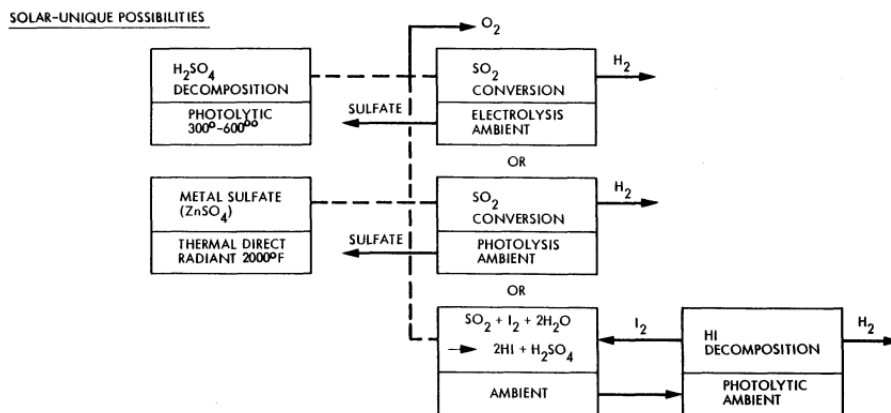 SOLAR-UNIQUE POSSIBILITIES
O2
H2SO4
DECOMPOSITION
PHOTOLYTIC
300°-600°°
SULFATE
SO2
CONVERSION
ELECTROLYSIS
AMBIENT
H2
OR
METAL SULFATE
(ZnSO4)
THERMAL DIRECT
RADIANT 2000°F
SULFATE
SO2
CONVERSION
PHOTOLYSIS
AMBIENT
H2
OR
SO2 + I2 + 2H2O
→ 2HI + H2SO4
AMBIENT
I2
HI
DECOMPOSITION
PHOTOLYTIC
AMBIENT
H2